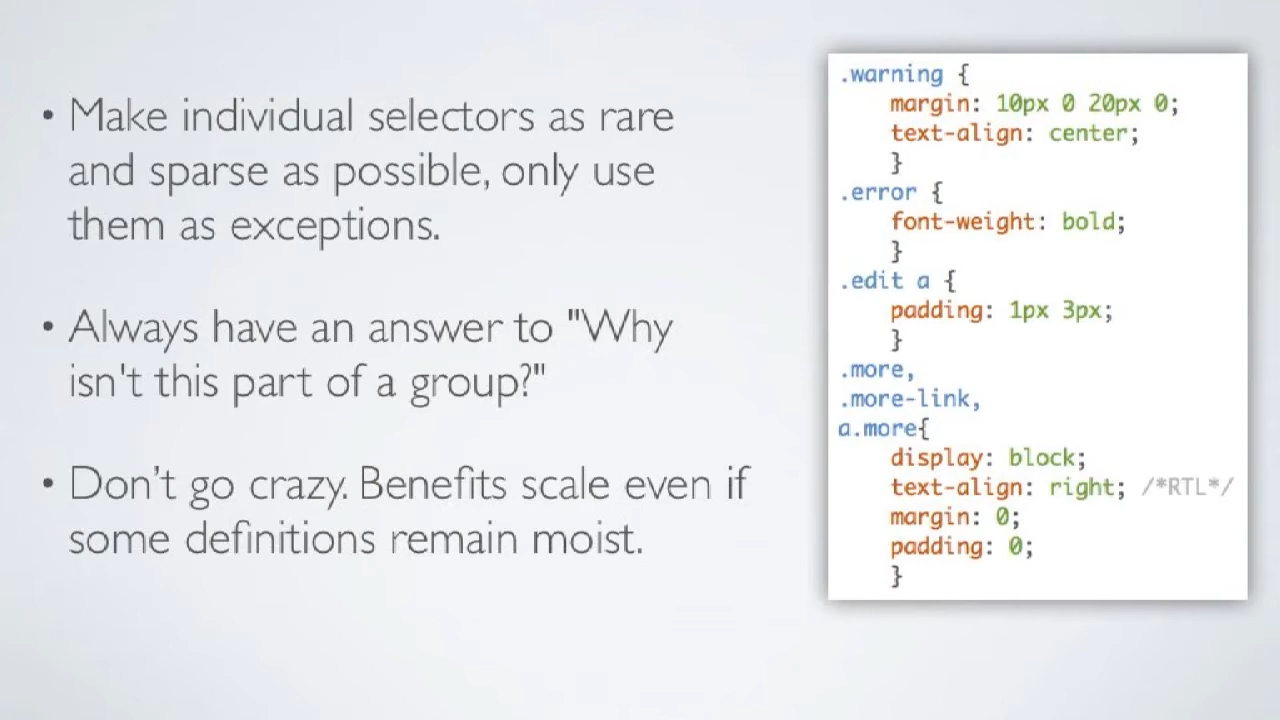 • Make individual selectors as rare
and sparse as possible, only use
them as exceptions.
• Always have an answer to "Why
isn't this part of a group?"
• Don’t go crazy. Benefits scale even if
some definitions remain moist.
.warning {
margin: 10px 0 20px 0;
text-align: center;
}
.error {
font-weight: bold;
}
.edit a {
padding: 1px 3px;
}
.more,
.more-link,
a.more{
display: block;
text-align: right; /*RTL*/
margin: 0;
padding: 0;
}